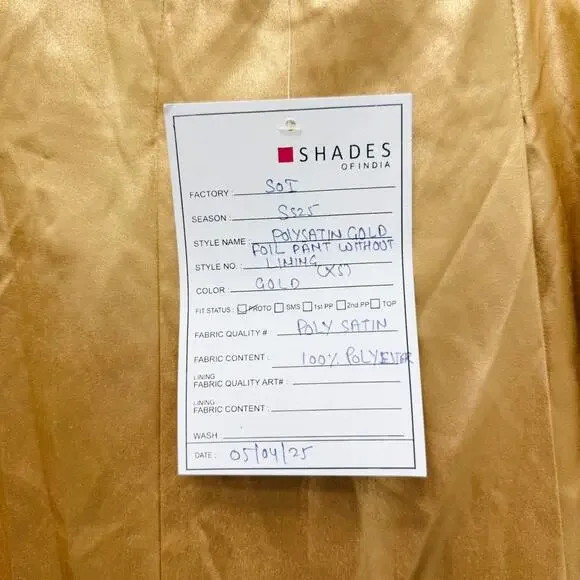 SHADES
OF INDIA
FACTORY : SOI
SEASON : SS25
STYLE NAME : POLYSATIN GOLD
FOIL PANT WITHOUT
STYLE NO. : LINING (XS)
COLOR : GOLD
FIT STATUS : PROTO SMS 1st PP 2nd PP TOP
FABRIC QUALITY # : POLY SATIN
FABRIC CONTENT : 100% POLYESTER
LINING
FABRIC QUALITY ART# :
LINING
FABRIC CONTENT :
WASH :
DATE : 05/04/25